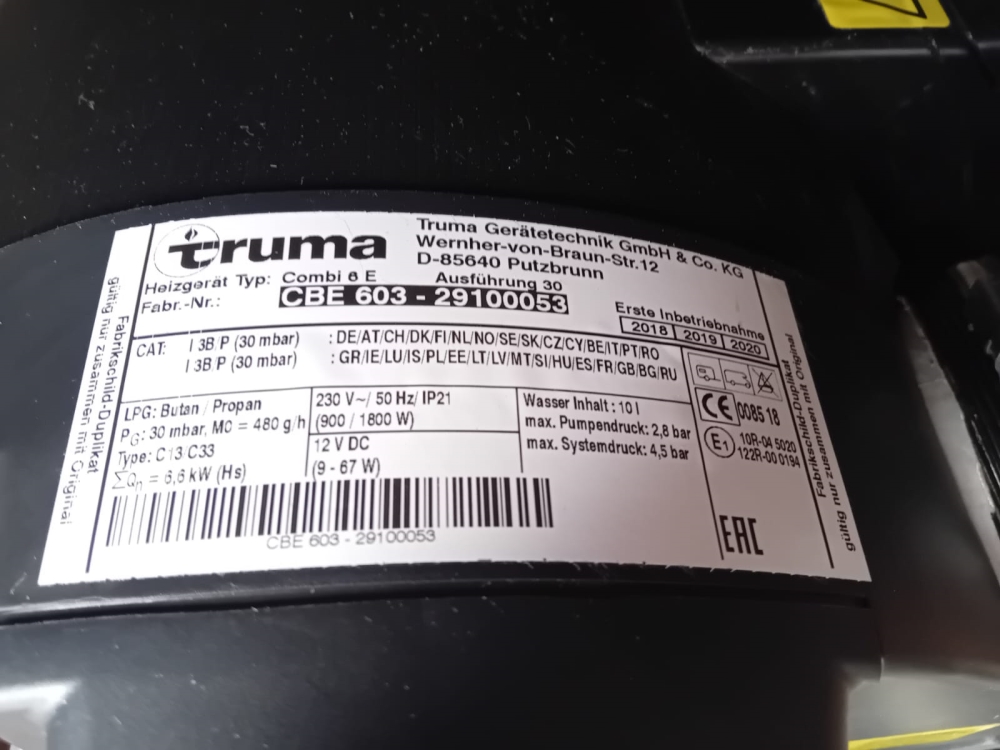 truma
Truma Gerätetechnik GmbH & Co. KG
Wernher-von-Braun-Str.12
D-85640 Putzbrunn
Heizgerät Typ: Combi 6 E Ausführung 30
Fabr.-Nr.: CBE 603 - 29100053
Erste Inbetriebnahme
2018 2019 2020
CAT: I 3B/P (30 mbar) : DE/AT/CH/DK/FI/NL/NO/SE/SK/CZ/CY/BE/IT/PT/RO
I 3B/P (30 mbar) : GR/IE/LU/IS/PL/EE/LT/LV/MT/SI/HU/ES/FR/GB/BG/RU
LPG: Butan / Propan
PG: 30 mbar, M0 = 480 g/h
Type: C13/C33
ΣQn = 6,6 kW (Hs)
230 V~/ 50 Hz/ IP21
(900 / 1800 W)
12 V DC
(9 - 67 W)
Wasser Inhalt : 10 l
max. Pumpendruck: 2,8 bar
max. Systemdruck: 4,5 bar
CE 0085 18
E1 10R-04 5020
122R-00 0194
EAC
CBE 603 - 29100053
Fabrikschild-Duplikat
gültig nur zusammen mit Original
Fabrikschild-Duplikat
gültig nur zusammen mit Original